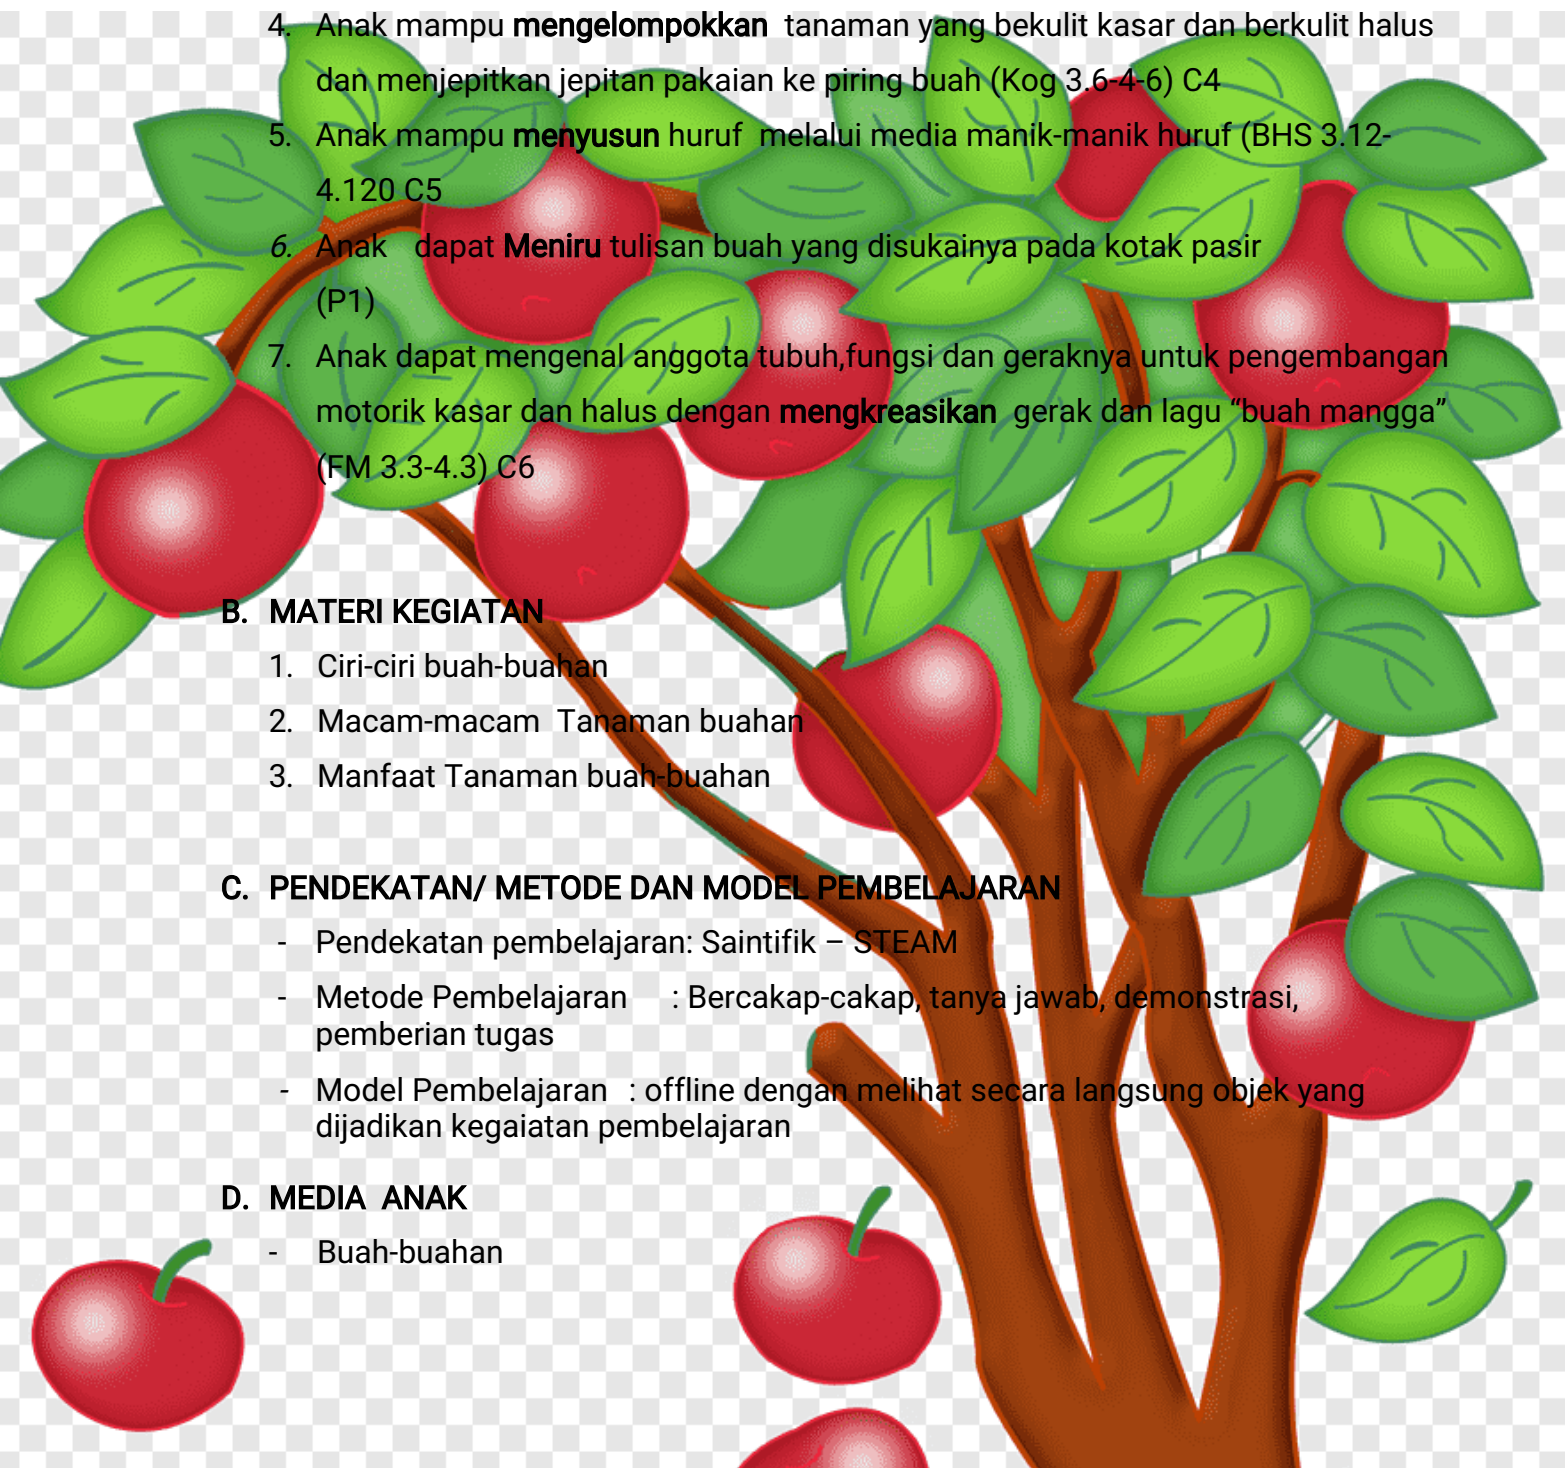 4. Anak mampu mengelompokkan tanaman yang bekulit kasar dan berkulit halus
dan menjepitkan jepitan pakaian ke piring buah (Kog 3.6-4-6) C4
5. Anak mampu menyusun huruf melalui media manik-manik huruf (BHS 3.12-
4.120 C5
6. Anak dapat Meniru tulisan buah yang disukainya pada kotak pasir
(P1)
7. Anak dapat mengenal anggota tubuh,fungsi dan geraknya untuk pengembangan
motorik kasar dan halus dengan mengkreasikan gerak dan lagu “buah mangga”
(FM 3.3-4.3) C6
B. MATERI KEGIATAN
1. Ciri-ciri buah-buahan
2. Macam-macam Tanaman buahan
3. Manfaat Tanaman buah-buahan
C. PENDEKATAN/ METODE DAN MODEL PEMBELAJARAN
- Pendekatan pembelajaran: Saintifik – STEAM
- Metode Pembelajaran : Bercakap-cakap, tanya jawab, demonstrasi,
pemberian tugas
- Model Pembelajaran : offline dengan melihat secara langsung objek yang
dijadikan kegaiatan pembelajaran
D. MEDIA ANAK
- Buah-buahan